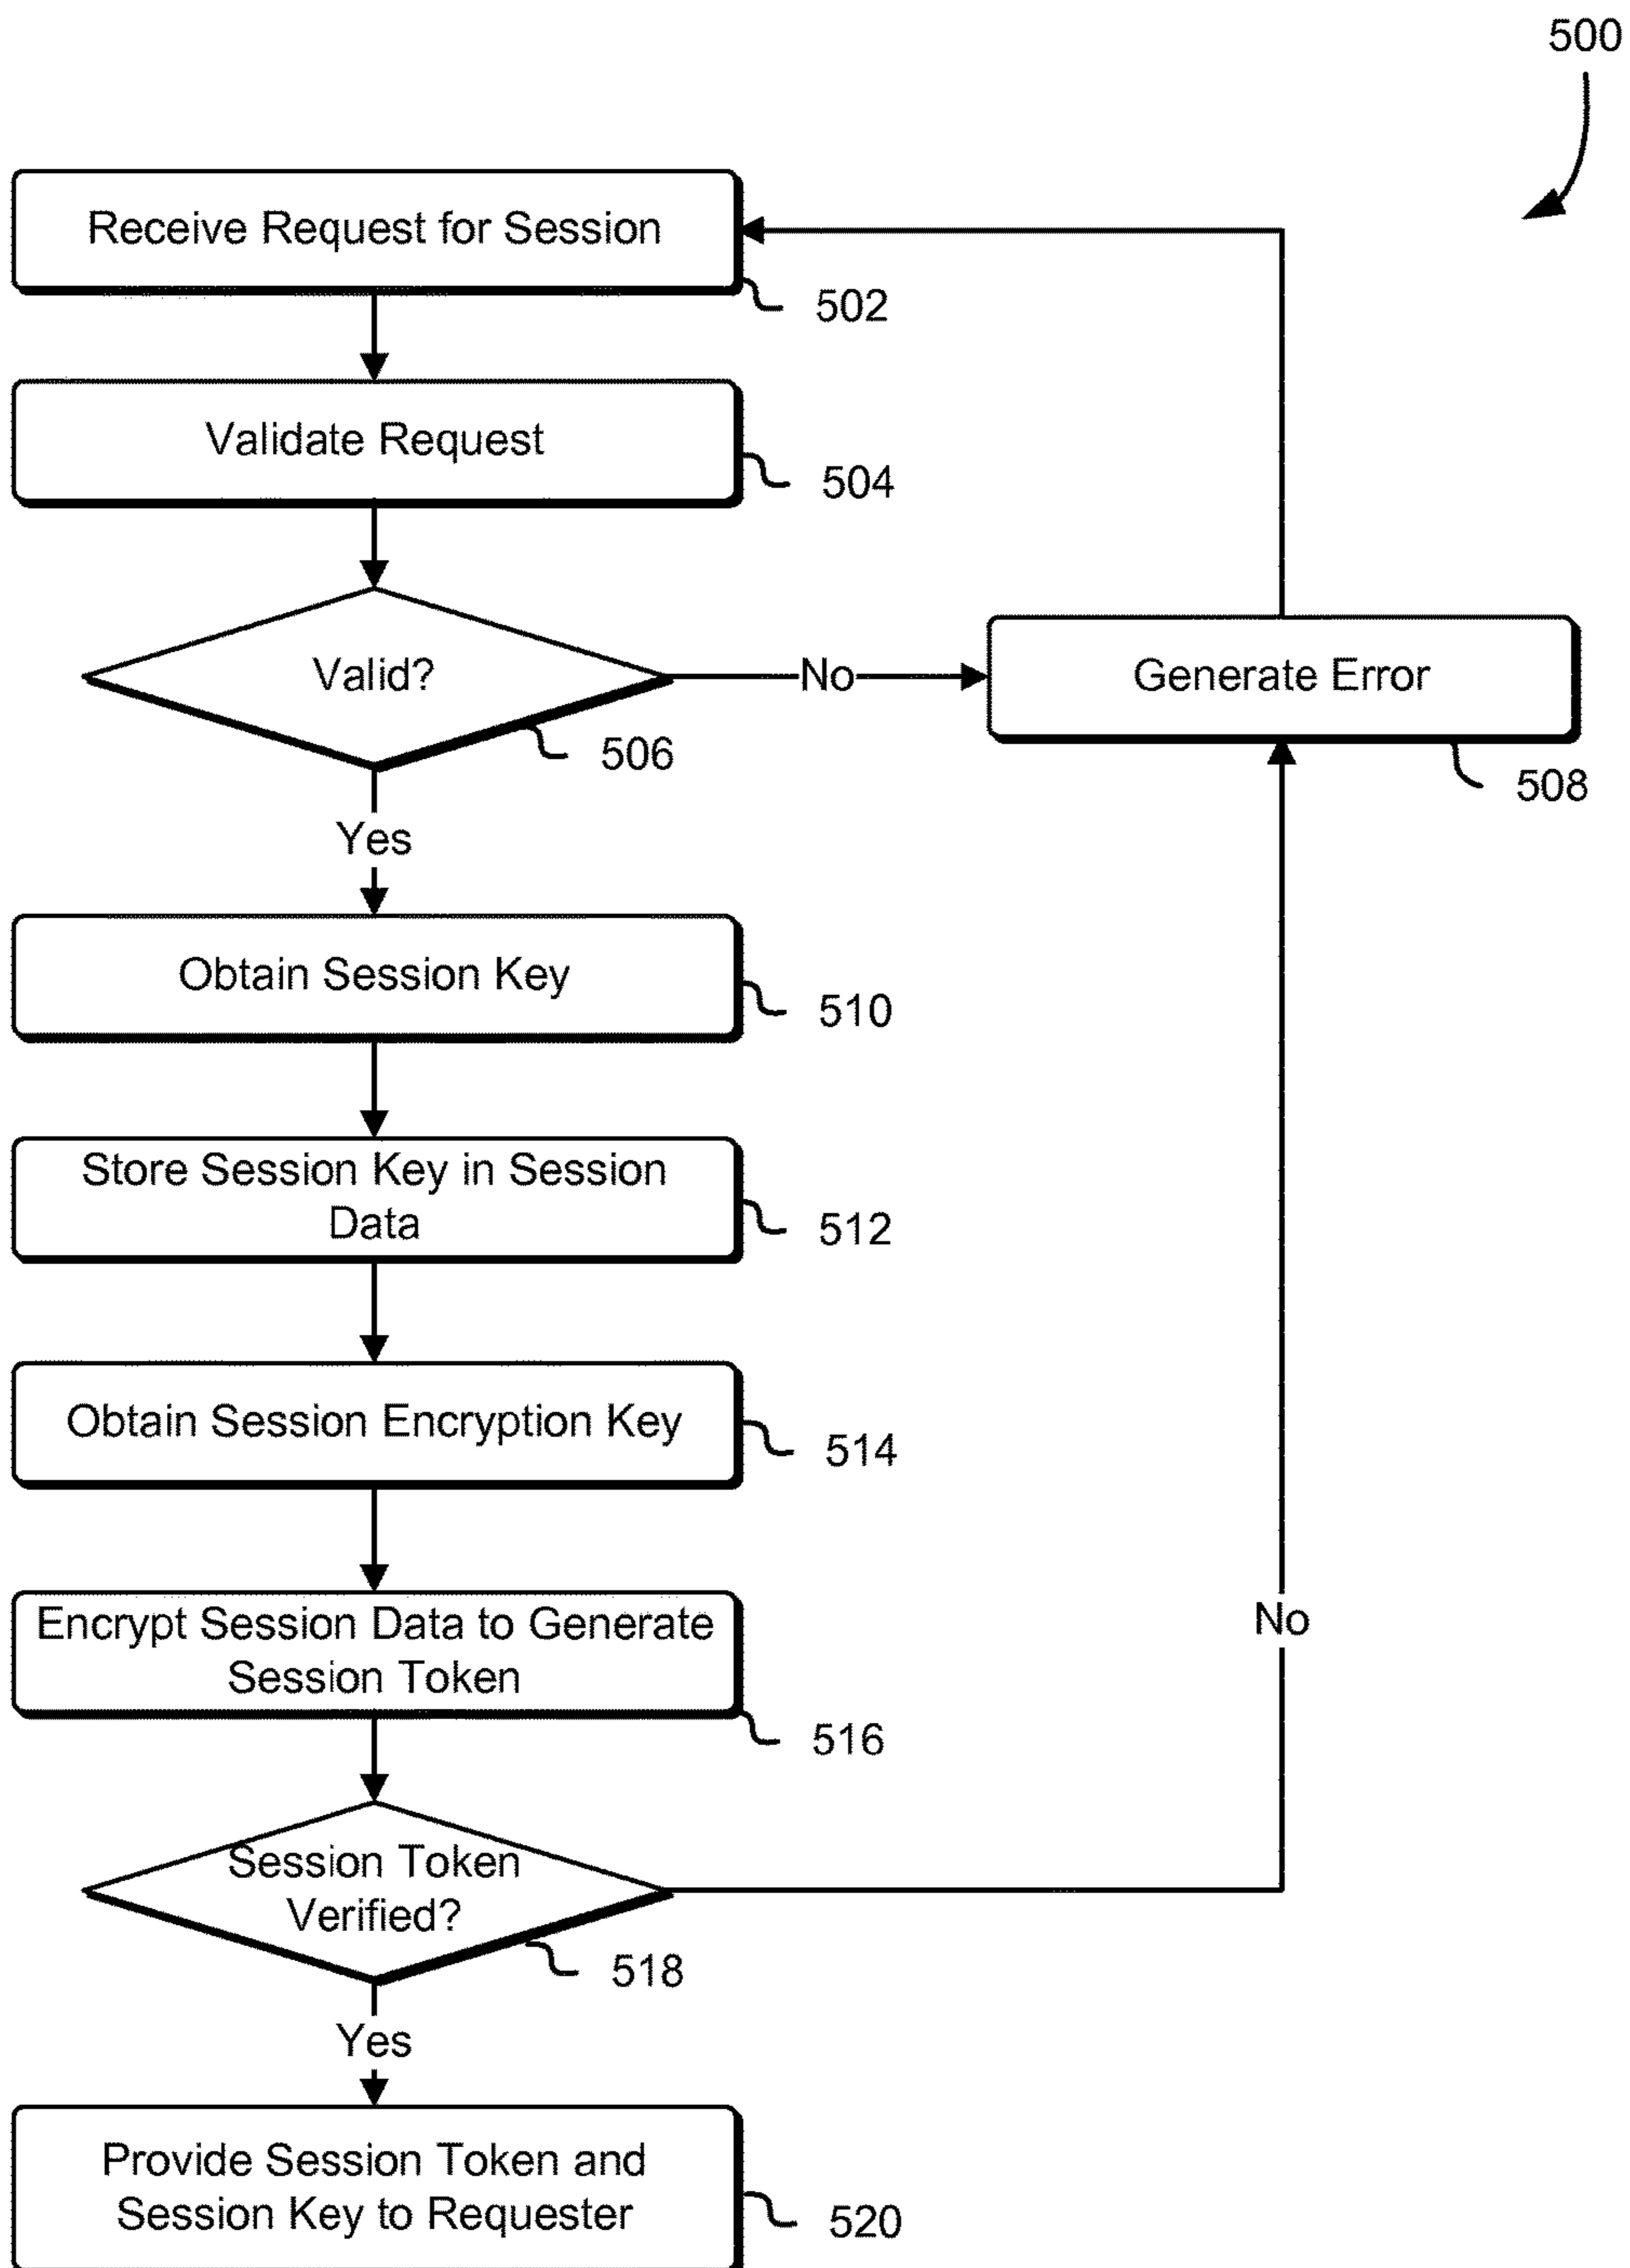 500
Receive Request for Session
502
Validate Request
504
Valid?
No
Generate Error
506
508
Yes
Obtain Session Key
510
Store Session Key in Session
Data
512
Obtain Session Encryption Key
514
Encrypt Session Data to Generate
Session Token
No
516
Session Token
Verified?
518
Yes
Provide Session Token and
Session Key to Requester
520